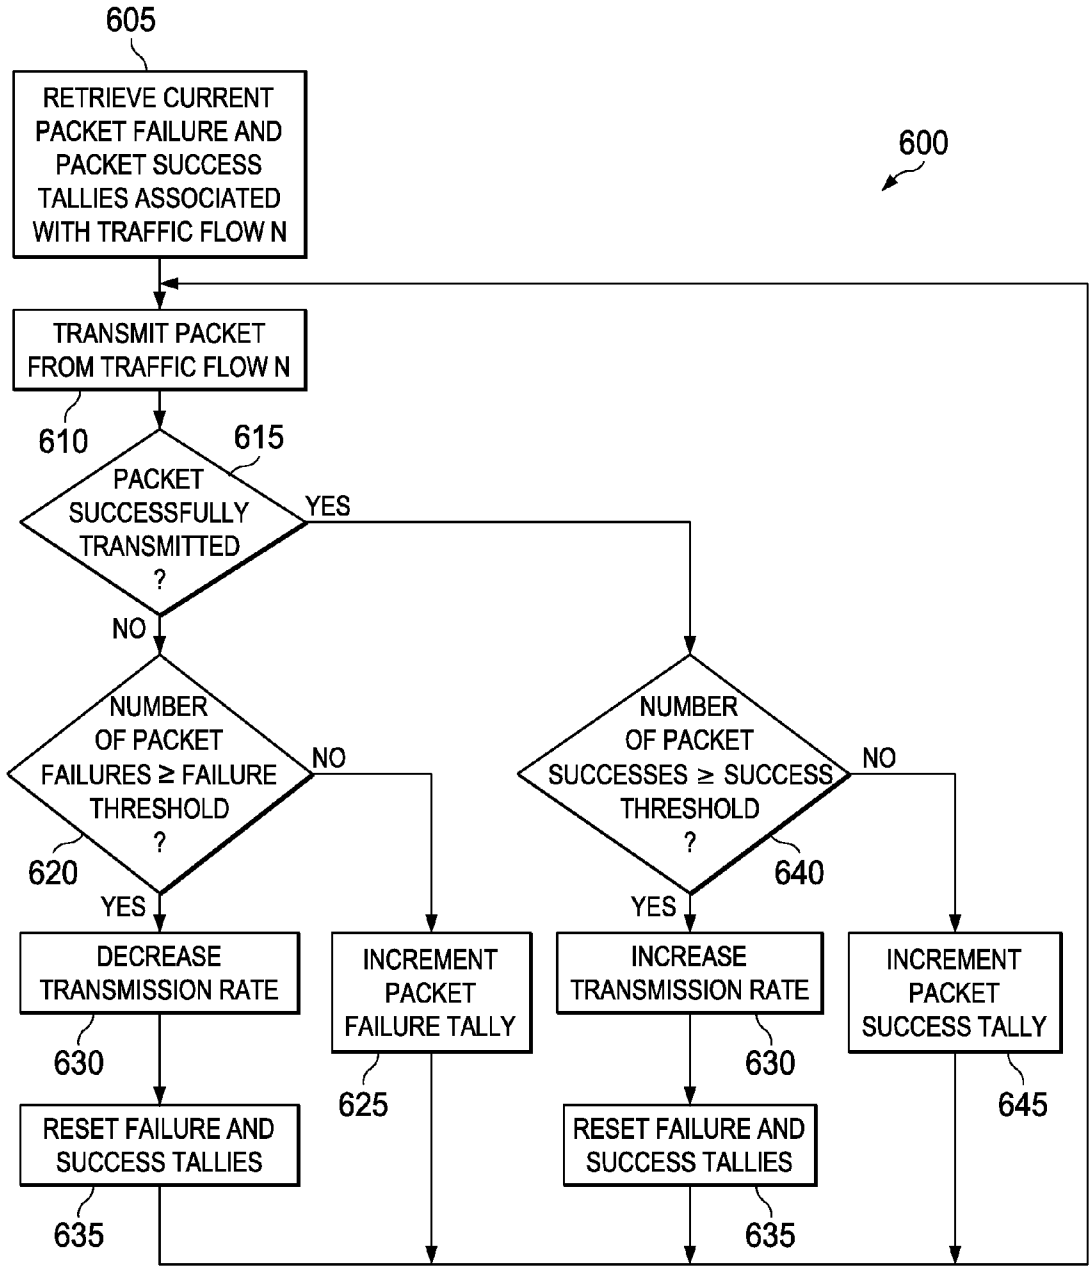 605
RETRIEVE CURRENT
PACKET FAILURE AND
PACKET SUCCESS
TALLIES ASSOCIATED
WITH TRAFFIC FLOW N
600
TRANSMIT PACKET
FROM TRAFFIC FLOW N
610
615
PACKET
SUCCESSFULLY
TRANSMITTED
?
YES
NO
NUMBER
OF PACKET
FAILURES ≥ FAILURE
THRESHOLD
?
NO
620
YES
NUMBER
OF PACKET
SUCCESSES ≥ SUCCESS
THRESHOLD
?
NO
640
YES
DECREASE
TRANSMISSION RATE
630
INCREMENT
PACKET
FAILURE TALLY
625
INCREASE
TRANSMISSION RATE
630
INCREMENT
PACKET
SUCCESS TALLY
645
RESET FAILURE AND
SUCCESS TALLIES
635
RESET FAILURE AND
SUCCESS TALLIES
635